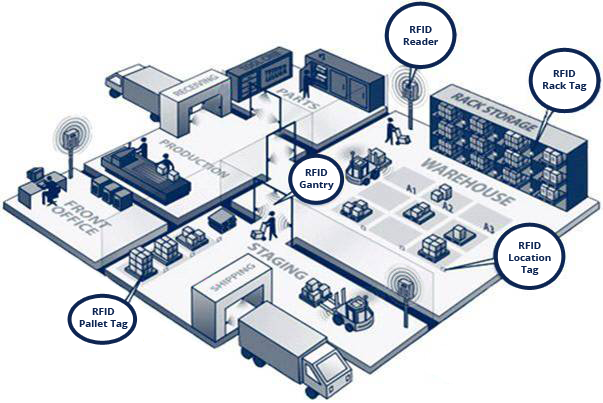 RFID
Reader
RFID
Rack Tag
RECEIVING
TOOLS
PARTS
RACK STORAGE
PRODUCTION
WAREHOUSE
RFID
Gantry
A1
A2
A3
FRONT
OFFICE
STAGING
RFID
Location
Tag
SHIPPING
RFID
Pallet Tag